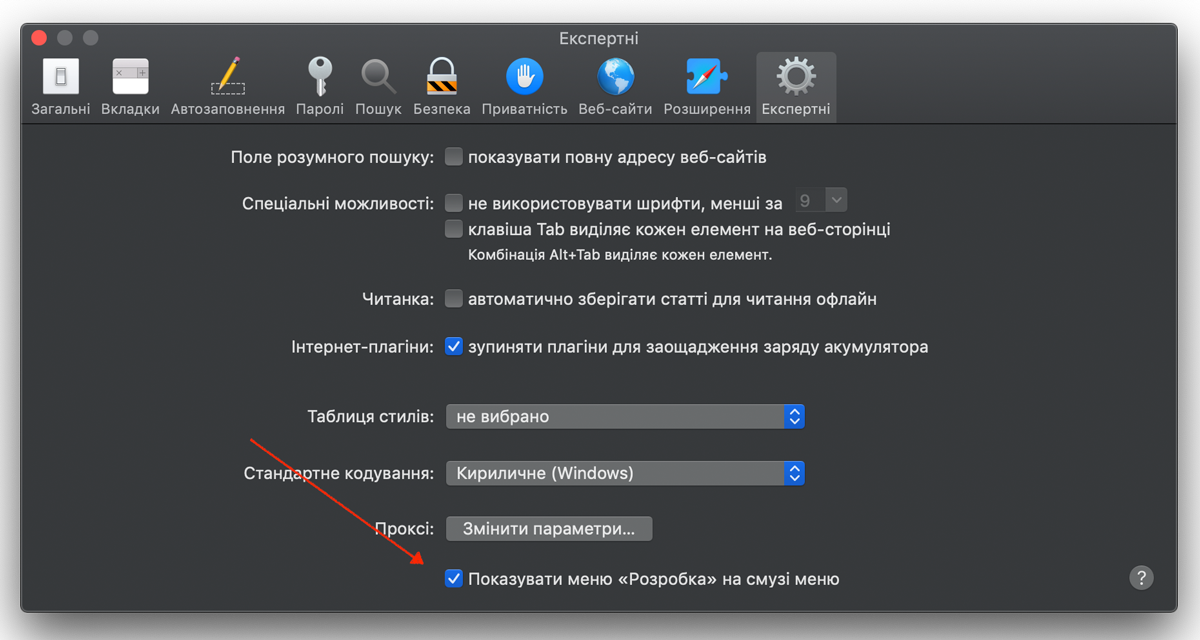 Експертні
Загальні Вкладки Автозаповнення Паролі Пошук Безпека Приватність Веб-сайти Розширення Експертні
Поле розумного пошуку: показувати повну адресу веб-сайтів
Спеціальні можливості: не використовувати шрифти, менші за 9
клавіша Tab виділяє кожен елемент на веб-сторінці
Комбінація Alt+Tab виділяє кожен елемент.
Читанка: автоматично зберігати статті для читання офлайн
Інтернет-плагіни: зупиняти плагіни для заощадження заряду акумулятора
Таблиця стилів: не вибрано
Стандартне кодування: Кириличне (Windows)
Проксі: Змінити параметри...
Показувати меню «Розробка» на смузі меню ?